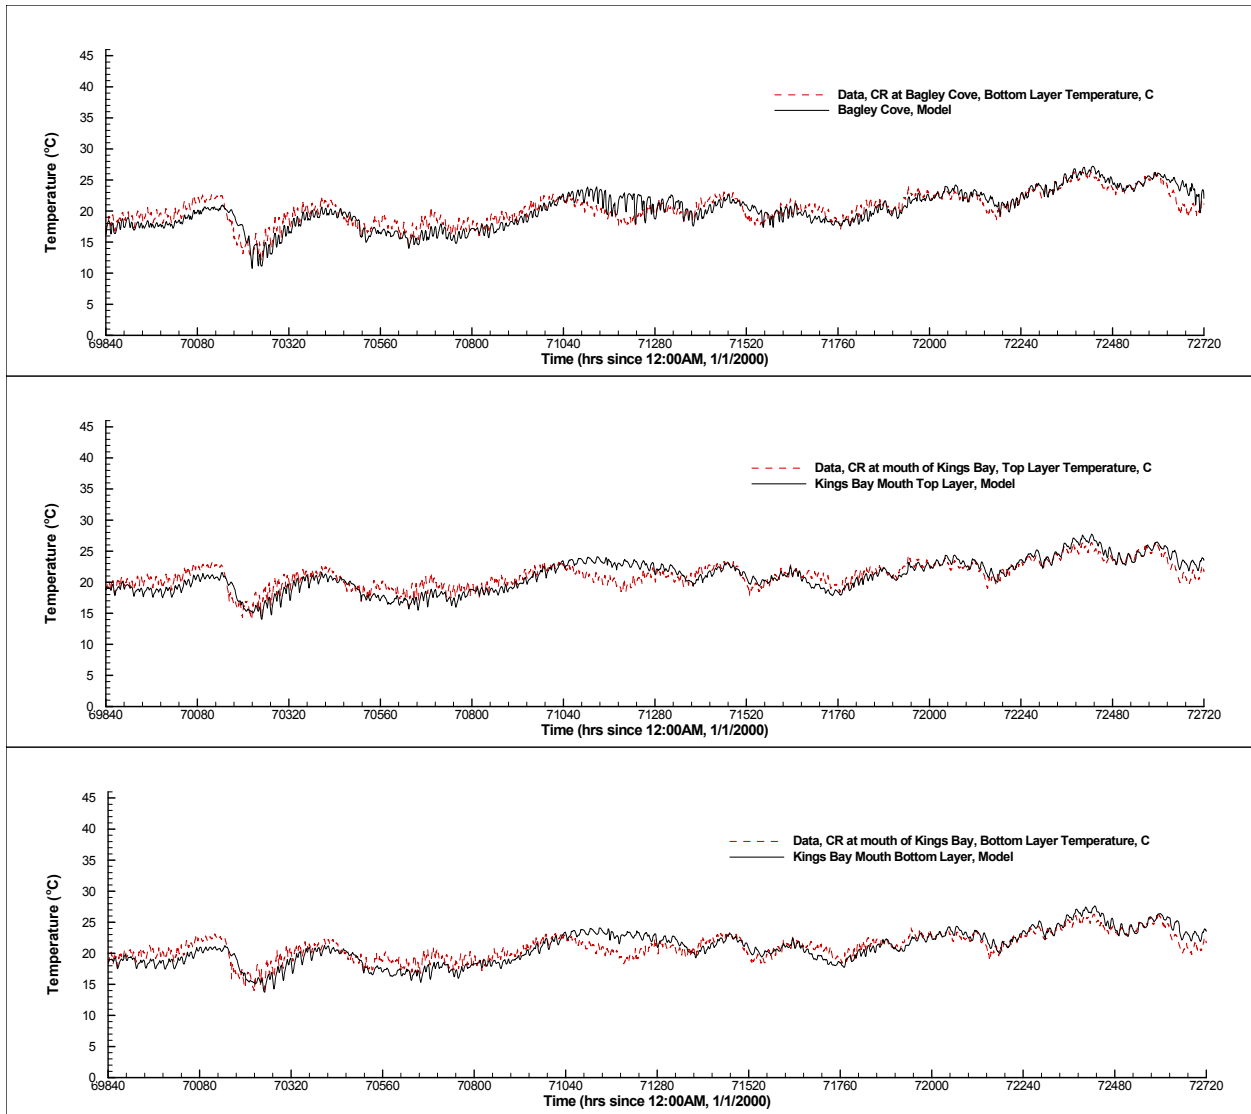 45
40
35
30
25
20
15
10
5
0
Temperature (°C)
Data, CR at Bagley Cove, Bottom Layer Temperature, C
Bagley Cove, Model
69840 70080 70320 70560 70800 71040 71280 71520 71760 72000 72240 72480 72720
Time (hrs since 12:00AM, 1/1/2000)
45
40
35
30
25
20
15
10
5
0
Temperature (°C)
Data, CR at mouth of Kings Bay, Top Layer Temperature, C
Kings Bay Mouth Top Layer, Model
69840 70080 70320 70560 70800 71040 71280 71520 71760 72000 72240 72480 72720
Time (hrs since 12:00AM, 1/1/2000)
45
40
35
30
25
20
15
10
5
0
Temperature (°C)
Data, CR at mouth of Kings Bay, Bottom Layer Temperature, C
Kings Bay Mouth Bottom Layer, Model
69840 70080 70320 70560 70800 71040 71280 71520 71760 72000 72240 72480 72720
Time (hrs since 12:00AM, 1/1/2000)